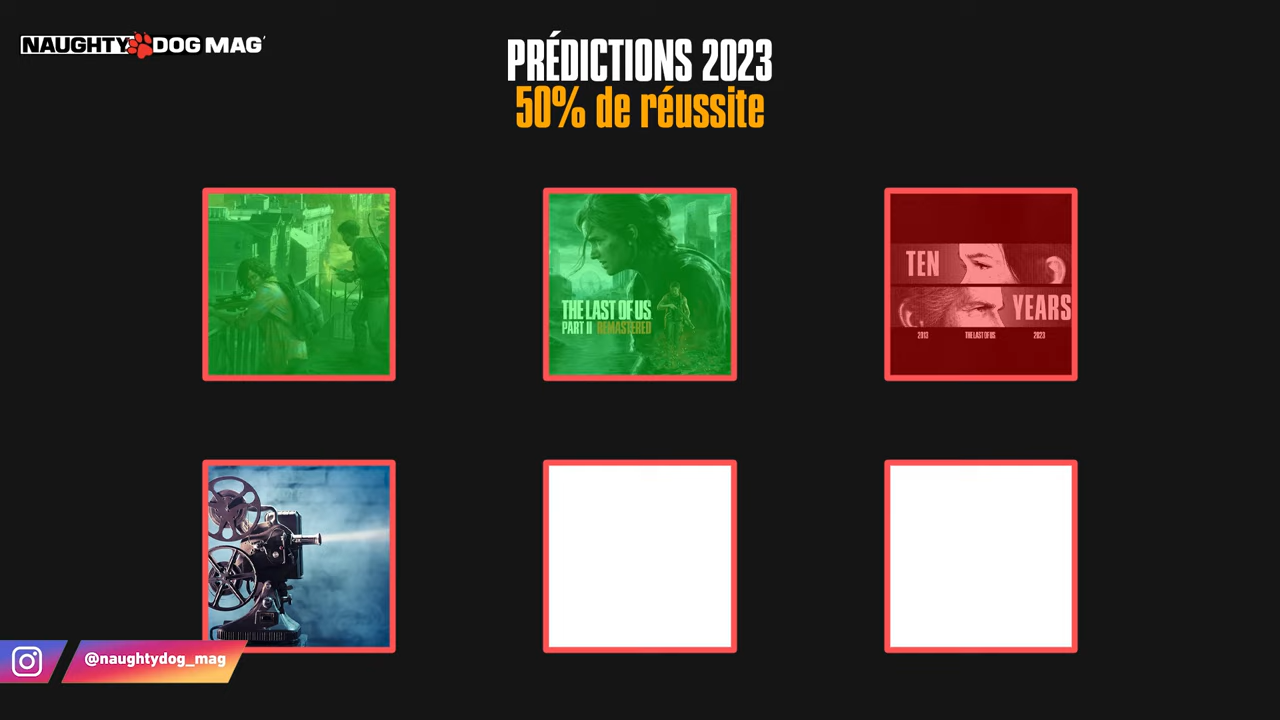 NAUGHTY DOG MAG'
PRÉDICTIONS 2023
50% de réussite
THE LAST OF US
PART II REMASTERED
TEN
YEARS
2013 THE LAST OF US 2023
@naughtydog_mag